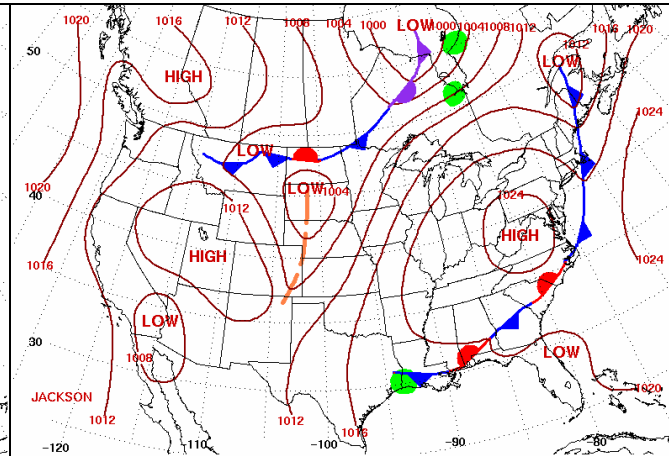 1020 1016 1012 1008 1004 1000 LOW 1000 1004 1008 1012 1016 1020
50 HIGH 1012 LOW
1024
LOW
1020 LOW 1004
40 1012 1024
HIGH HIGH
1016 1024
LOW
30 1008 LOW
JACKSON 1020
1012 1012 1016
-120 -110 -100 -90 -80